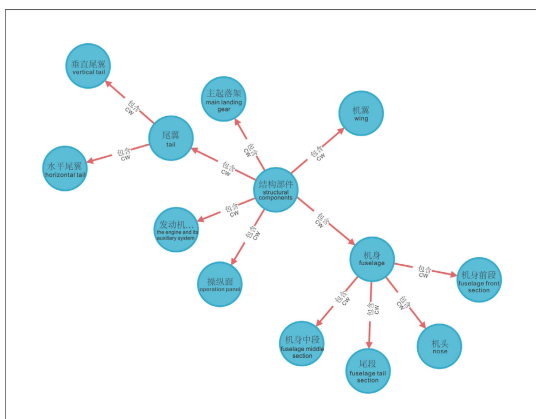 垂直尾翼
vertical tail
包含
cw
主起落架
main landing
gear
机翼
wing
包含
cw
包含
cw
尾翼
tail
水平尾翼
horizontal tail
包含
cw
包含
cw
结构部件
structural
components
发动机...
the engine and its
auxiliary system
包含
cw
包含
cw
包含
cw
机身
fuselage
操纵面
operation panel
包含
cw
机身前段
fuselage front
section
包含
cw
包含
cw
包含
cw
机身中段
fuselage middle
section
尾段
fuselage tail
section
机头
nose